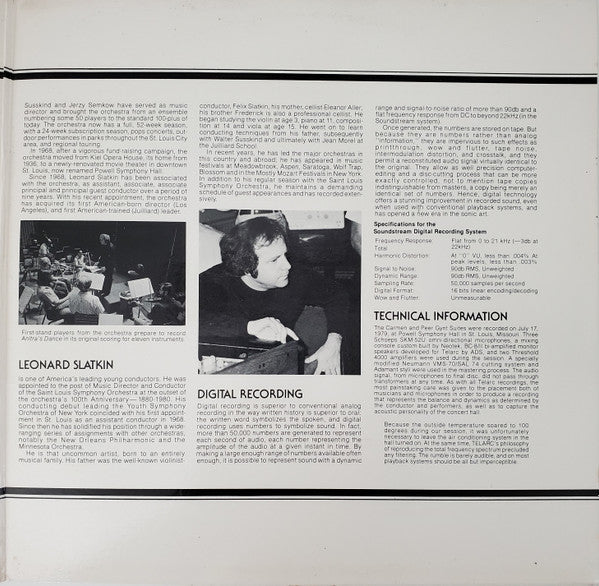 Susskind and Jerzy Semkow have served as music
director and brought the orchestra from an ensemble
numbering some 50 players to the standard 100-plus of
today. The orchestra now has a full, 52-week season,
with a 24 week subscription season, pops concerts, out-
door performances in parks throughout the St. Louis City
area, and regional touring.
In 1968, after a vigorous fund raising campaign, the
orchestra moved from Kiel Opera House, its home from
1936, to a newly renovated movie theater in downtown
St. Louis, now renamed Powell Symphony Hall.
Since 1968, Leonard Slatkin has been associated
with the orchestra, as assistant, associate, associate
principal and principal guest conductor over a period of
nine years. With his recent appointment, the orchestra
has acquired its first American-born director (Los
Angeles), and first American-trained (Juilliard) leader.
First-stand players from the orchestra prepare to record
Anitra's Dance in its original scoring for eleven instruments.
LEONARD SLATKIN
is one of America's leading young conductors. He was
appointed to the post of Music Director and Conductor
of the Saint Louis Symphony Orchestra at the outset of
the orchestra's 100th Anniversary—1880-1980. His
conducting debut leading the Youth Symphony
Orchestra of New York coincided with his first appoint-
ment in St. Louis as an assistant conductor in 1968.
Since then he has solidified his position through a wide-
ranging series of assignments with other orchestras,
notably the New Orleans Philharmonic and the
Minnesota Orchestra.
He is that uncommon artist, born to an entirely
musical family. His father was the well-known violinist-
conductor, Felix Slatkin, his mother, cellist Eleanor Aller;
his brother Frederick is also a professional cellist. He
began studying the violin at age 3, piano at 11, composi-
tion at 14 and viola at age 15. He went on to learn
conducting techniques from his father, subsequently
with Walter Susskind and ultimately with Jean Morel at
the Juilliard School.
In recent years, he has led the major orchestras in
this country and abroad; he has appeared in music
festivals at Meadowbrook, Aspen, Saratoga, Wolf Trap,
Blossom and in the Mostly Mozart Festivals in New York.
In addition to his regular season with the Saint Louis
Symphony Orchestra, he maintains a demanding
schedule of guest appearances and has recorded exten-
sively.
DIGITAL RECORDING
Digital recording is superior to conventional analog
recording in the way written history is superior to oral:
the written word symbolizes the spoken, and digital
recording uses numbers to symbolize sound. In fact,
more than 50,000 numbers are generated to represent
each second of audio, each number representing the
amplitude of the audio at a given instant in time. By
making a large enough range of numbers available often
enough, it is possible to represent sound with a dynamic
range and signal to noise ratio of more than 90db and a
flat frequency response from DC to beyond 22kHz (in the
Soundstream system).
Once generated, the numbers are stored on tape. But
because they are numbers rather than analog
"information," they are impervious to such effects as
printthrough, wow and flutter, tape noise,
intermodulation distortion, and crosstalk, and they
permit a reconstituted audio signal virtually identical to
the original. They allow as well precision computer-
editing and a disc-cutting process that can be more
exactly controlled, not to mention tape copies
indistinguishable from masters, a copy being merely an
identical set of numbers. Hence, digital technology
offers a stunning improvement in recorded sound, even
when used with conventional playback systems, and
has opened a new era in the sonic art.
Specifications for the
Soundstream Digital Recording System
Frequency Response: Flat from 0 to 21 kHz (—3db at
Total 22kHz)
Harmonic Distortion: At "0" VU, less than .004% At
peak levels, less than .003%
Signal to Noise: 90db RMS, Unweighted
Dynamic Range: 90db RMS, Unweighted
Sampling Rate: 50,000 samples per second
Digital Format: 16 bits linear encoding/decoding
Wow and Flutter: Unmeasurable
TECHNICAL INFORMATION
The Carmen and Peer Gynt Suites were recorded on July 17,
1979, at Powell Symphony Hall in St. Louis, Missouri. Three
Schoeps SKM-52U omni-directional microphones, a mixing
console custom built by Neotek, BC-8/II bi-amplified monitor
speakers developed for Telarc by ADS, and two Threshold
4000 amplifiers were used during the session. A specially
modified Neumann VMS 70/SAL 74 cutting system and
Adamant styli were used in the mastering process. The audio
signal, from microphones to final disc, did not pass through
transformers at any time. As with all Telarc recordings, the
most painstaking care was given to the placement both of
musicians and microphones in order to produce a recording
that represents the balance and dynamics as determined by
the conductor and performers, as well as to capture the
acoustic personality of the concert hall.
Because the outside temperature soared to 100
degrees during our session, it was unfortunately
necessary to leave the air conditioning system in the
hall turned on. At the same time, TELARC's philosophy
of reproducing the total frequency spectrum precluded
any filtering. The rumble is barely audible, and on most
playback systems should be all but imperceptible.